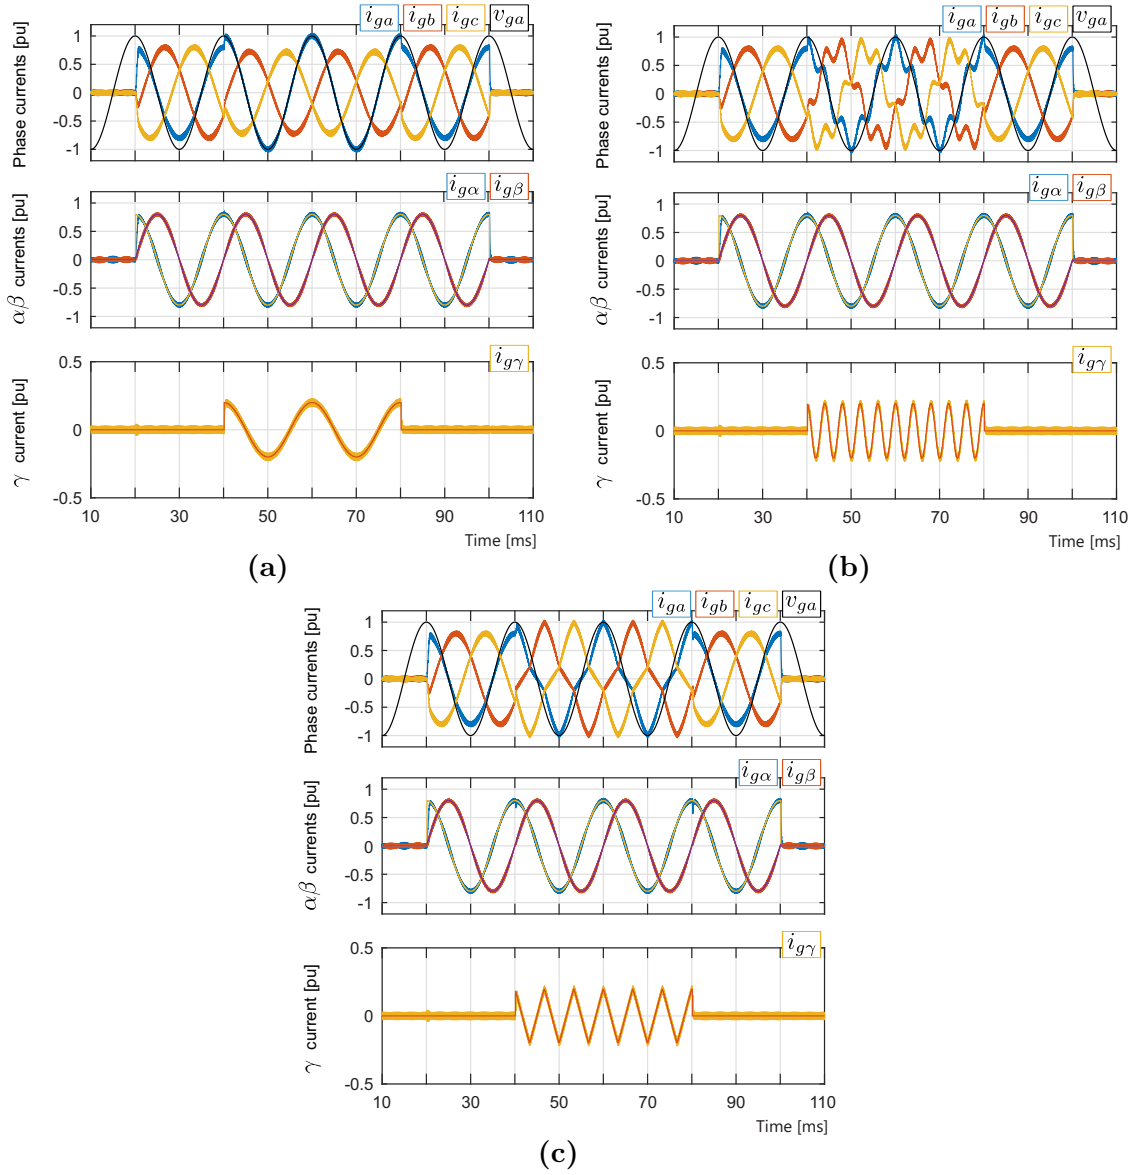 i_ga i_gb i_gc v_ga
Phase currents [pu]
1
0.5
0
-0.5
-1
i_gα i_gβ
αβ currents [pu]
1
0.5
0
-0.5
-1
i_gγ
γ current [pu]
0.5
0
-0.5
10 30 50 70 90 110
Time [ms]
(a)
i_ga i_gb i_gc v_ga
Phase currents [pu]
1
0.5
0
-0.5
-1
i_gα i_gβ
αβ currents [pu]
1
0.5
0
-0.5
-1
i_gγ
γ current [pu]
0.5
0
-0.5
10 30 50 70 90 110
Time [ms]
(b)
i_ga i_gb i_gc v_ga
Phase currents [pu]
1
0.5
0
-0.5
-1
i_gα i_gβ
αβ currents [pu]
1
0.5
0
-0.5
-1
i_gγ
γ current [pu]
0.5
0
-0.5
10 30 50 70 90 110
Time [ms]
(c)